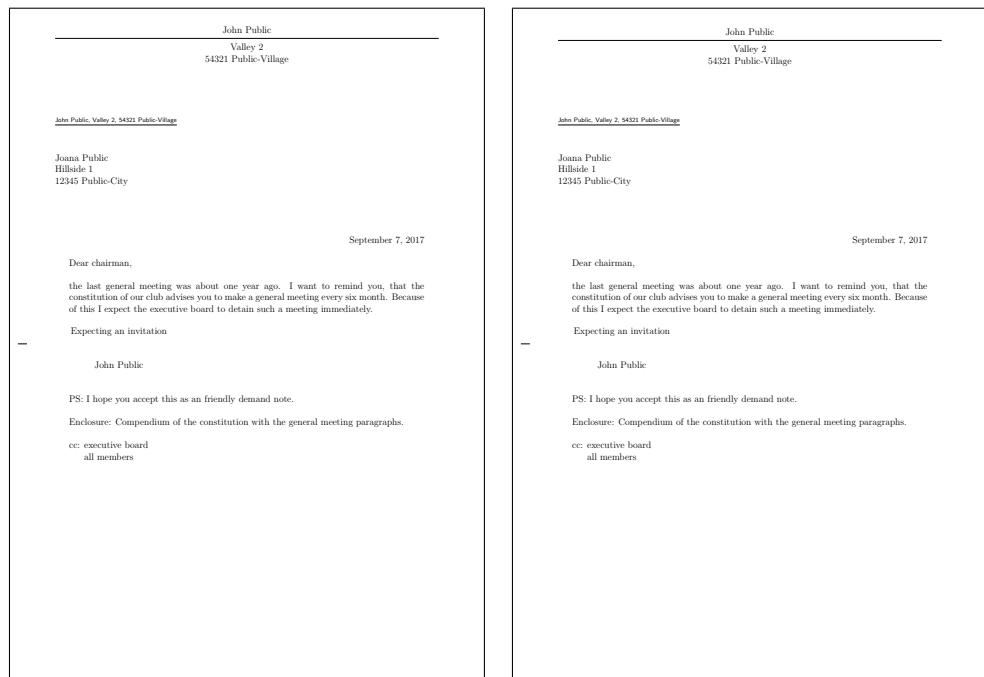 John Public
Valley 2
54321 Public-Village
John Public, Valley 2, 54321 Public-Village
Joana Public
Hillside 1
12345 Public-City
September 7, 2017
Dear chairman,
the last general meeting was about one year ago. I want to remind you, that the
constitution of our club advises you to make a general meeting every six month. Because
of this I expect the executive board to detain such a meeting immediately.
Expecting an invitation
John Public
PS: I hope you accept this as an friendly demand note.
Enclosure: Compendium of the constitution with the general meeting paragraphs.
cc: executive board
all members
John Public
Valley 2
54321 Public-Village
John Public, Valley 2, 54321 Public-Village
Joana Public
Hillside 1
12345 Public-City
September 7, 2017
Dear chairman,
the last general meeting was about one year ago. I want to remind you, that the
constitution of our club advises you to make a general meeting every six month. Because
of this I expect the executive board to detain such a meeting immediately.
Expecting an invitation
John Public
PS: I hope you accept this as an friendly demand note.
Enclosure: Compendium of the constitution with the general meeting paragraphs.
cc: executive board
all members